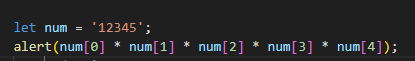 let num = '12345';
alert(num[0] * num[1] * num[2] * num[3] * num[4]);